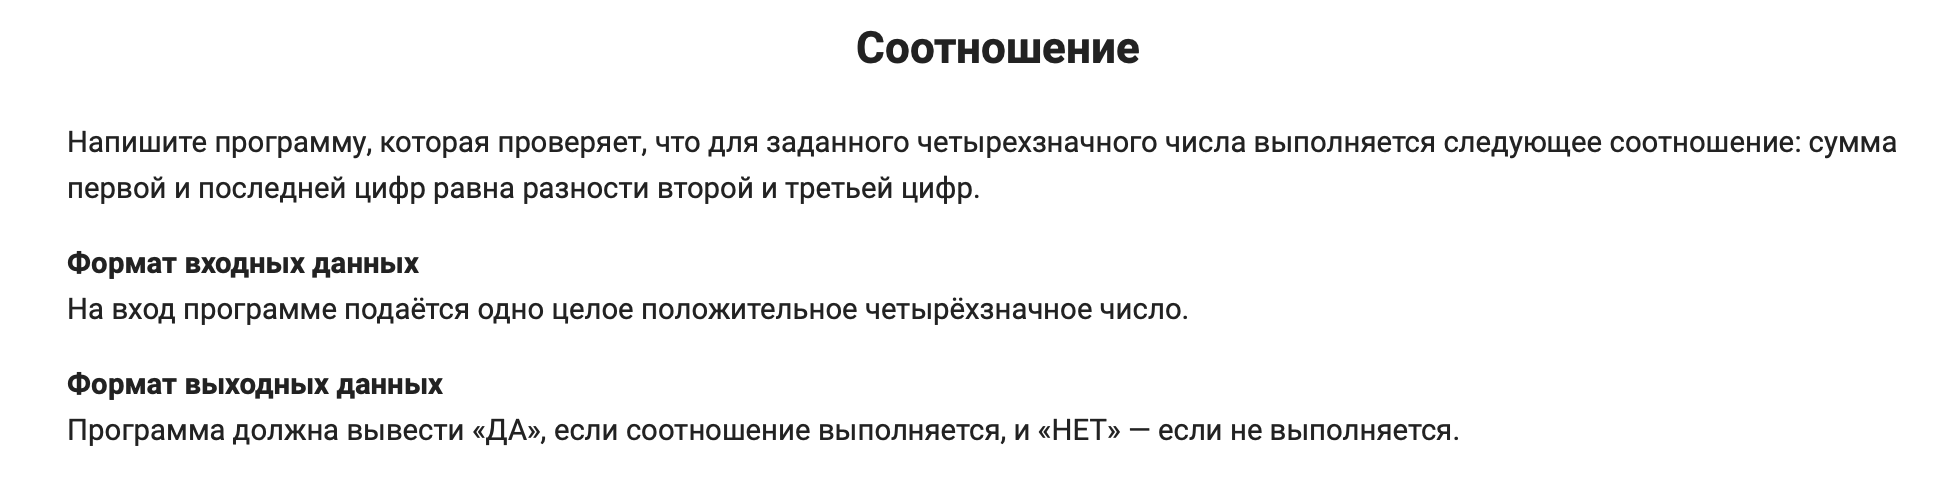 Соотношение
Напишите программу, которая проверяет, что для заданного четырехзначного числа выполняется следующее соотношение: сумма
первой и последней цифр равна разности второй и третьей цифр.
Формат входных данных
На вход программе подаётся одно целое положительное четырёхзначное число.
Формат выходных данных
Программа должна вывести «ДА», если соотношение выполняется, и «НЕТ» — если не выполняется.